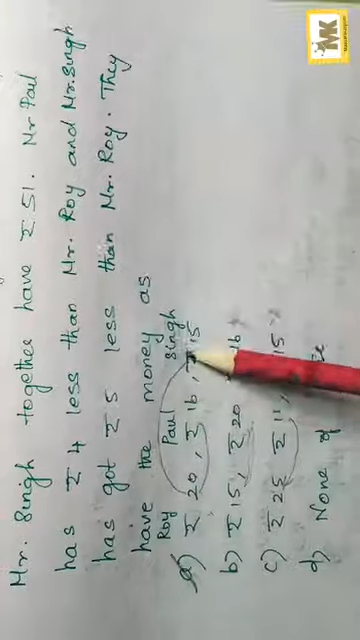 Mr. Singh together have ₹ 51. Mr Paul
has ₹ 4 less than Mr. Roy and Mr. Singh
has got ₹ 5 less than Mr. Roy. They
have the money as
Roy Paul Singh
a) ₹ 20, ₹ 16, ₹ 15
b) ₹ 15, ₹ 20 16
c) ₹ 25 ₹ 11, 15
d) None of
MK